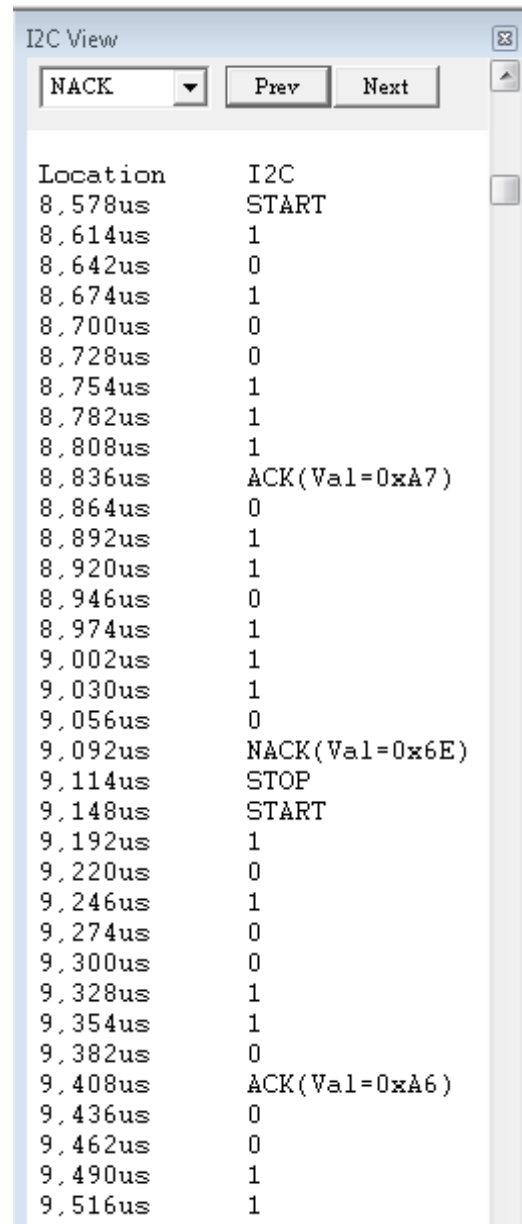 I2C View
NACK Prev Next
Location I2C
8,578us START
8,614us 1
8,642us 0
8,674us 1
8,700us 0
8,728us 0
8,754us 1
8,782us 1
8,808us 1
8,836us ACK(Val=0xA7)
8,864us 0
8,892us 1
8,920us 1
8,946us 0
8,974us 1
9,002us 1
9,030us 1
9,056us 0
9,092us NACK(Val=0x6E)
9,114us STOP
9,148us START
9,192us 1
9,220us 0
9,246us 1
9,274us 0
9,300us 0
9,328us 1
9,354us 1
9,382us 0
9,408us ACK(Val=0xA6)
9,436us 0
9,462us 0
9,490us 1
9,516us 1